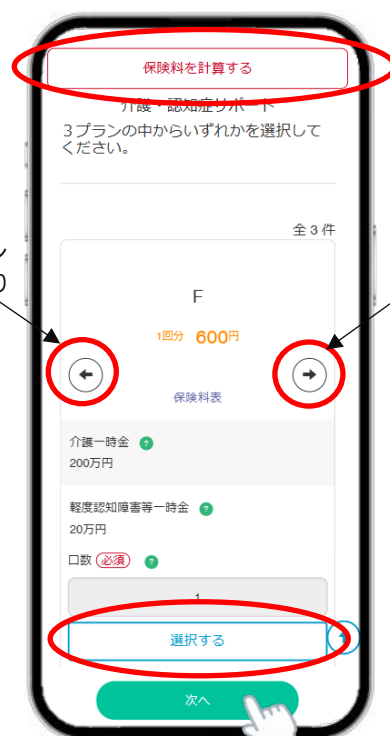 保険料を計算する
介護・認知症サポート
３プランの中からいずれかを選択して
ください。
全３件
F
1回分 600円
保険料表
介護一時金 ?
200万円
軽度認知障害等一時金 ?
20万円
口数 必須 ?
1
選択する
次へ